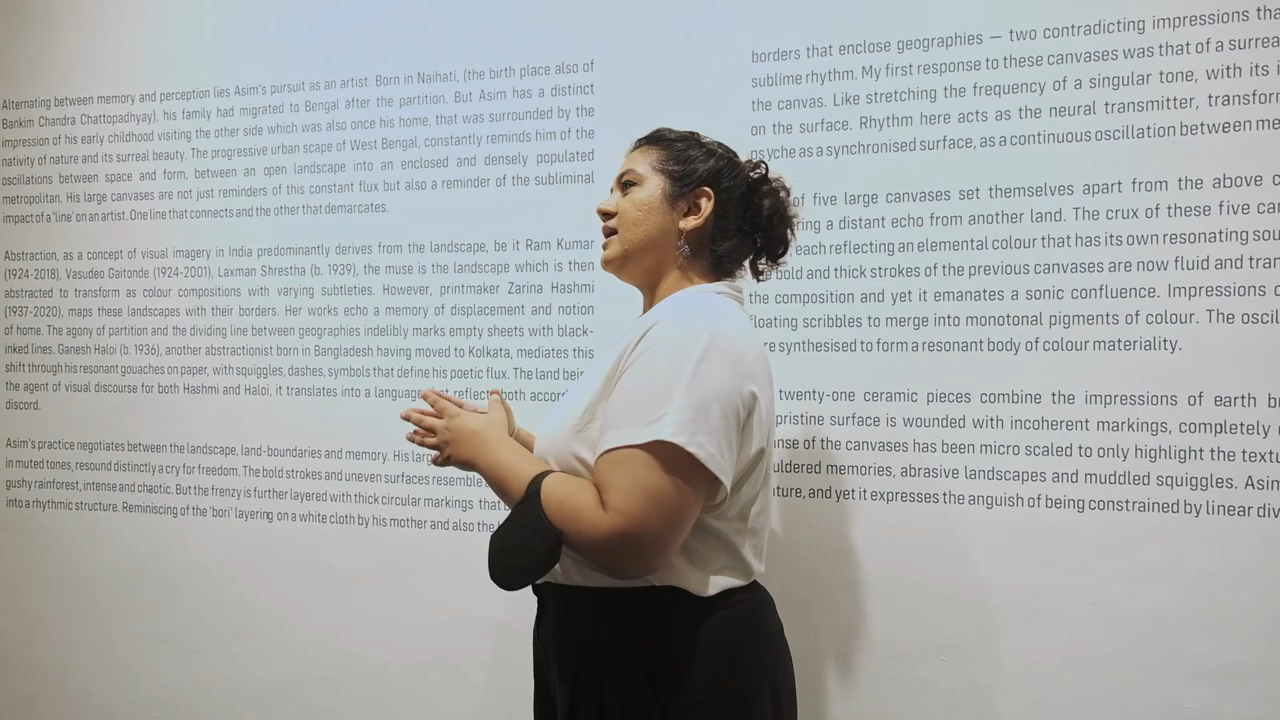 Alternating between memory and perception lies Asim's pursuit as an artist. Born in Naihati, (the birth place also of
Bankim Chandra Chattopadhyay), his family had migrated to Bengal after the partition. But Asim has a distinct
impression of his early childhood visiting the other side which was also once his home, that was surrounded by the
nativity of nature and its surreal beauty. The progressive urban scape of West Bengal, constantly reminds him of the
oscillations between space and form, between an open landscape into an enclosed and densely populated
metropolitan. His large canvases are not just reminders of this constant flux but also a reminder of the subliminal
impact of a 'line' on an artist. One line that connects and the other that demarcates.
Abstraction, as a concept of visual imagery in India predominantly derives from the landscape, be it Ram Kumar
(1924-2018), Vasudeo Gaitonde (1924-2001), Laxman Shrestha (b. 1939), the muse is the landscape which is then
abstracted to transform as colour compositions with varying subtleties. However, printmaker Zarina Hashmi
(1937-2020), maps these landscapes with their borders. Her works echo a memory of displacement and notion
of home. The agony of partition and the dividing line between geographies indelibly marks empty sheets with black-
inked lines. Ganesh Haloi (b. 1936), another abstractionist born in Bangladesh having moved to Kolkata, mediates this
shift through his resonant gouaches on paper, with squiggles, dashes, symbols that define his poetic flux. The land
the agent of visual discourse for both Hashmi and Haloi, it translates into a language reflect both
discord.
Asim's practice negotiates between the landscape, land-boundaries and memory. His
in muted tones, resound distinctly a cry for freedom. The bold strokes and uneven surfaces resemble
gushy rainforest, intense and chaotic. But the frenzy is further layered with thick circular markings that
into a rhythmic structure. Reminiscing of the 'bori' layering on a white cloth by his mother and also the
borders that enclose geographies — two contradicting impressions
sublime rhythm. My first response to these canvases was that of a
the canvas. Like stretching the frequency of a singular tone, with its
on the surface. Rhythm here acts as the neural transmitter,
psyche as a synchronised surface, as a continuous oscillation between
of five large canvases set themselves apart from the above
a distant echo from another land. The crux of these five
each reflecting an elemental colour that has its own resonating
bold and thick strokes of the previous canvases are now fluid and
the composition and yet it emanates a sonic confluence. Impressions
floating scribbles to merge into monotonal pigments of colour. The
synthesised to form a resonant body of colour materiality.
twenty-one ceramic pieces combine the impressions of earth
pristine surface is wounded with incoherent markings, completely
of the canvases has been micro scaled to only highlight the
memories, abrasive landscapes and muddled squiggles.
and yet it expresses the anguish of being constrained by linear